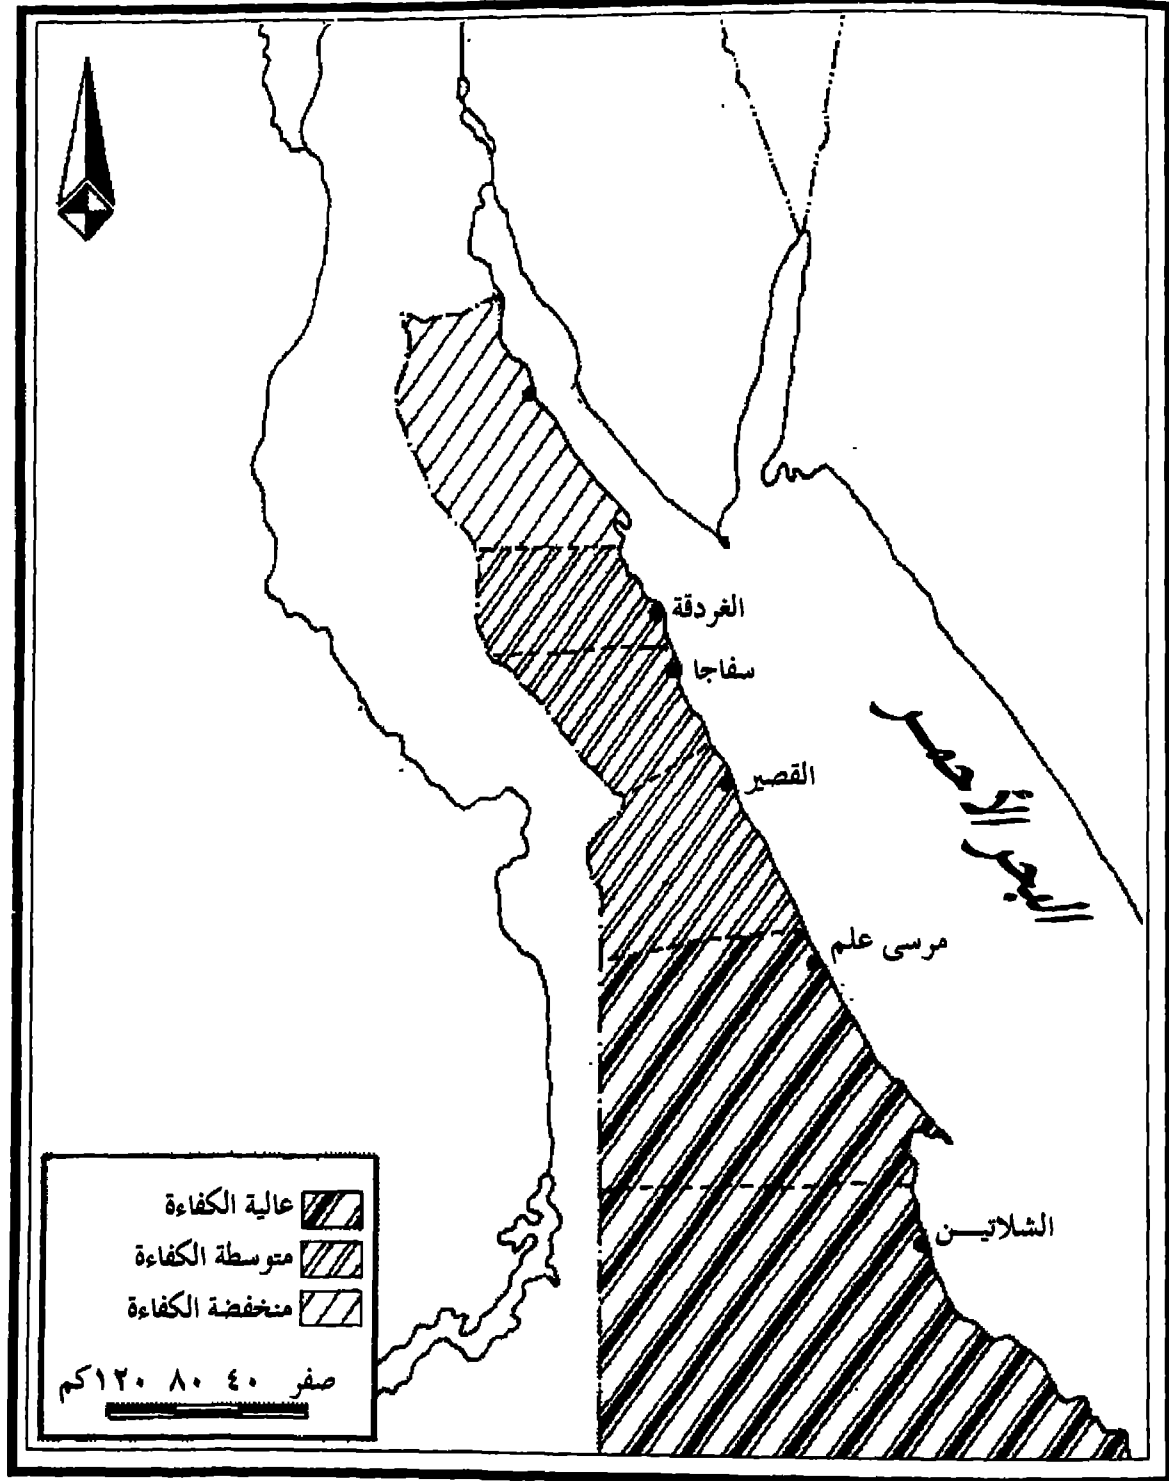 الغردقة
سفاجا
القصير
البحر الأحمر
مرسى علم
الشلاتين
عالية الكفاءة
متوسطة الكفاءة
منخفضة الكفاءة
صفر ٤٠ ٨٠ ١٢٠كم